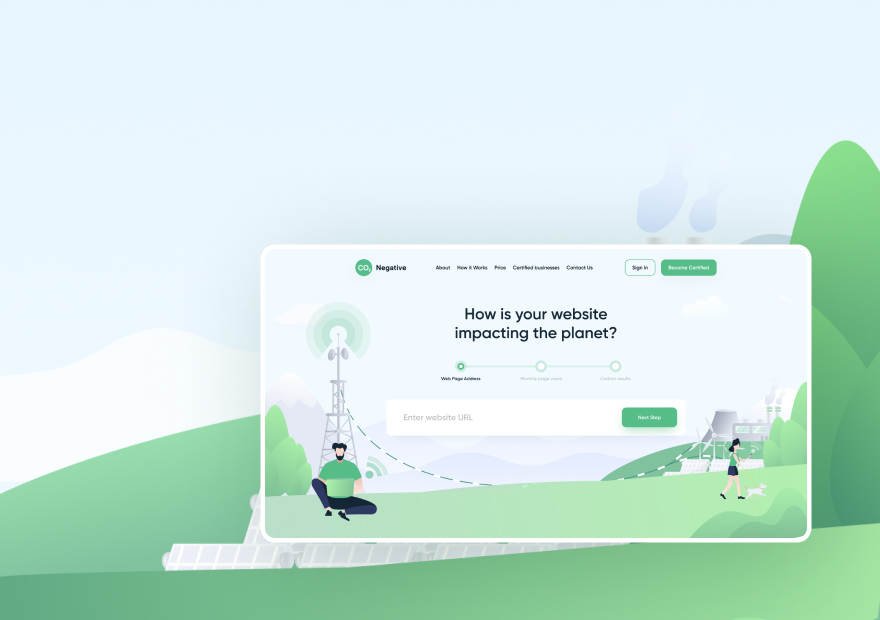 CO₂ Negative
About How it Works Price Certified businesses Contact Us
Sign In
Become Certified
How is your website
impacting the planet?
Web Page Address
Monthly page views
Carbon results
Enter website URL
Next Step